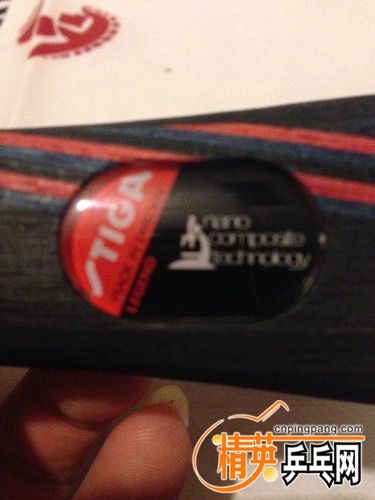 STIGA
LEGEND
nano
composite
technology
cnpingpang.com
精英乒乓网